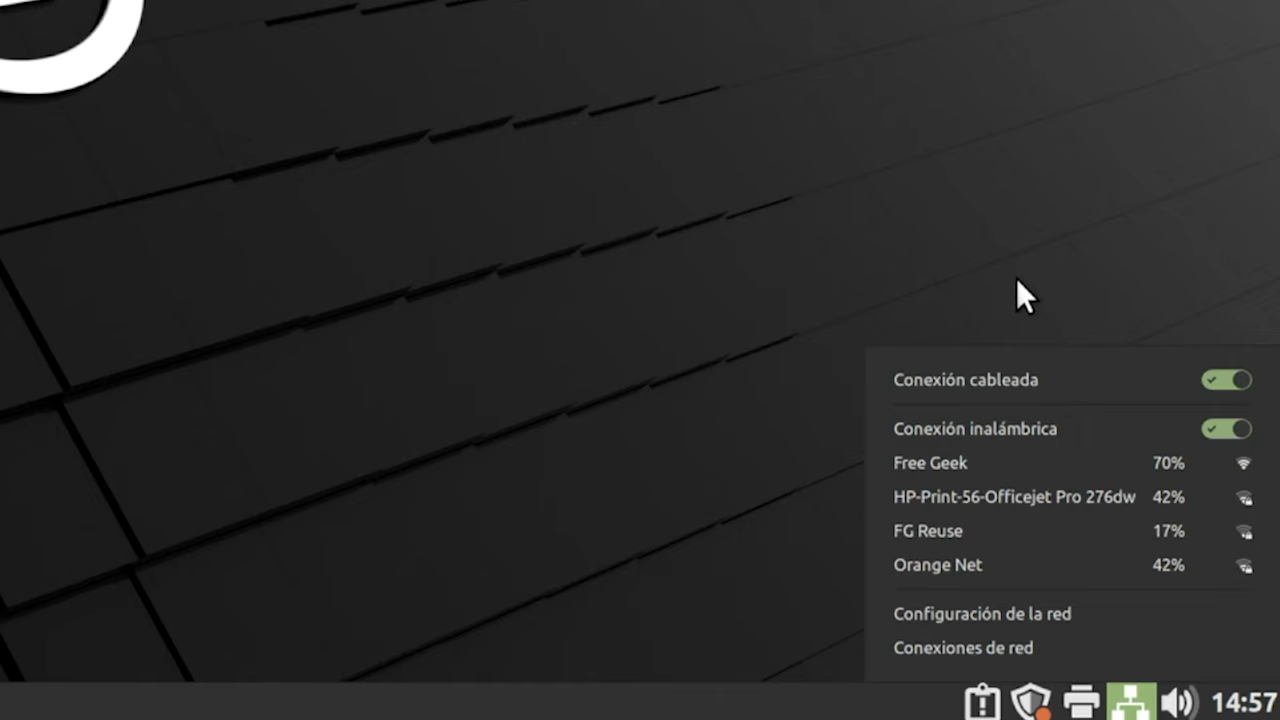 Conexión cableada
Conexión inalámbrica
Free Geek 70%
HP-Print-56-Officejet Pro 276dw 42%
FG Reuse 17%
Orange Net 42%
Configuración de la red
Conexiones de red
14:57